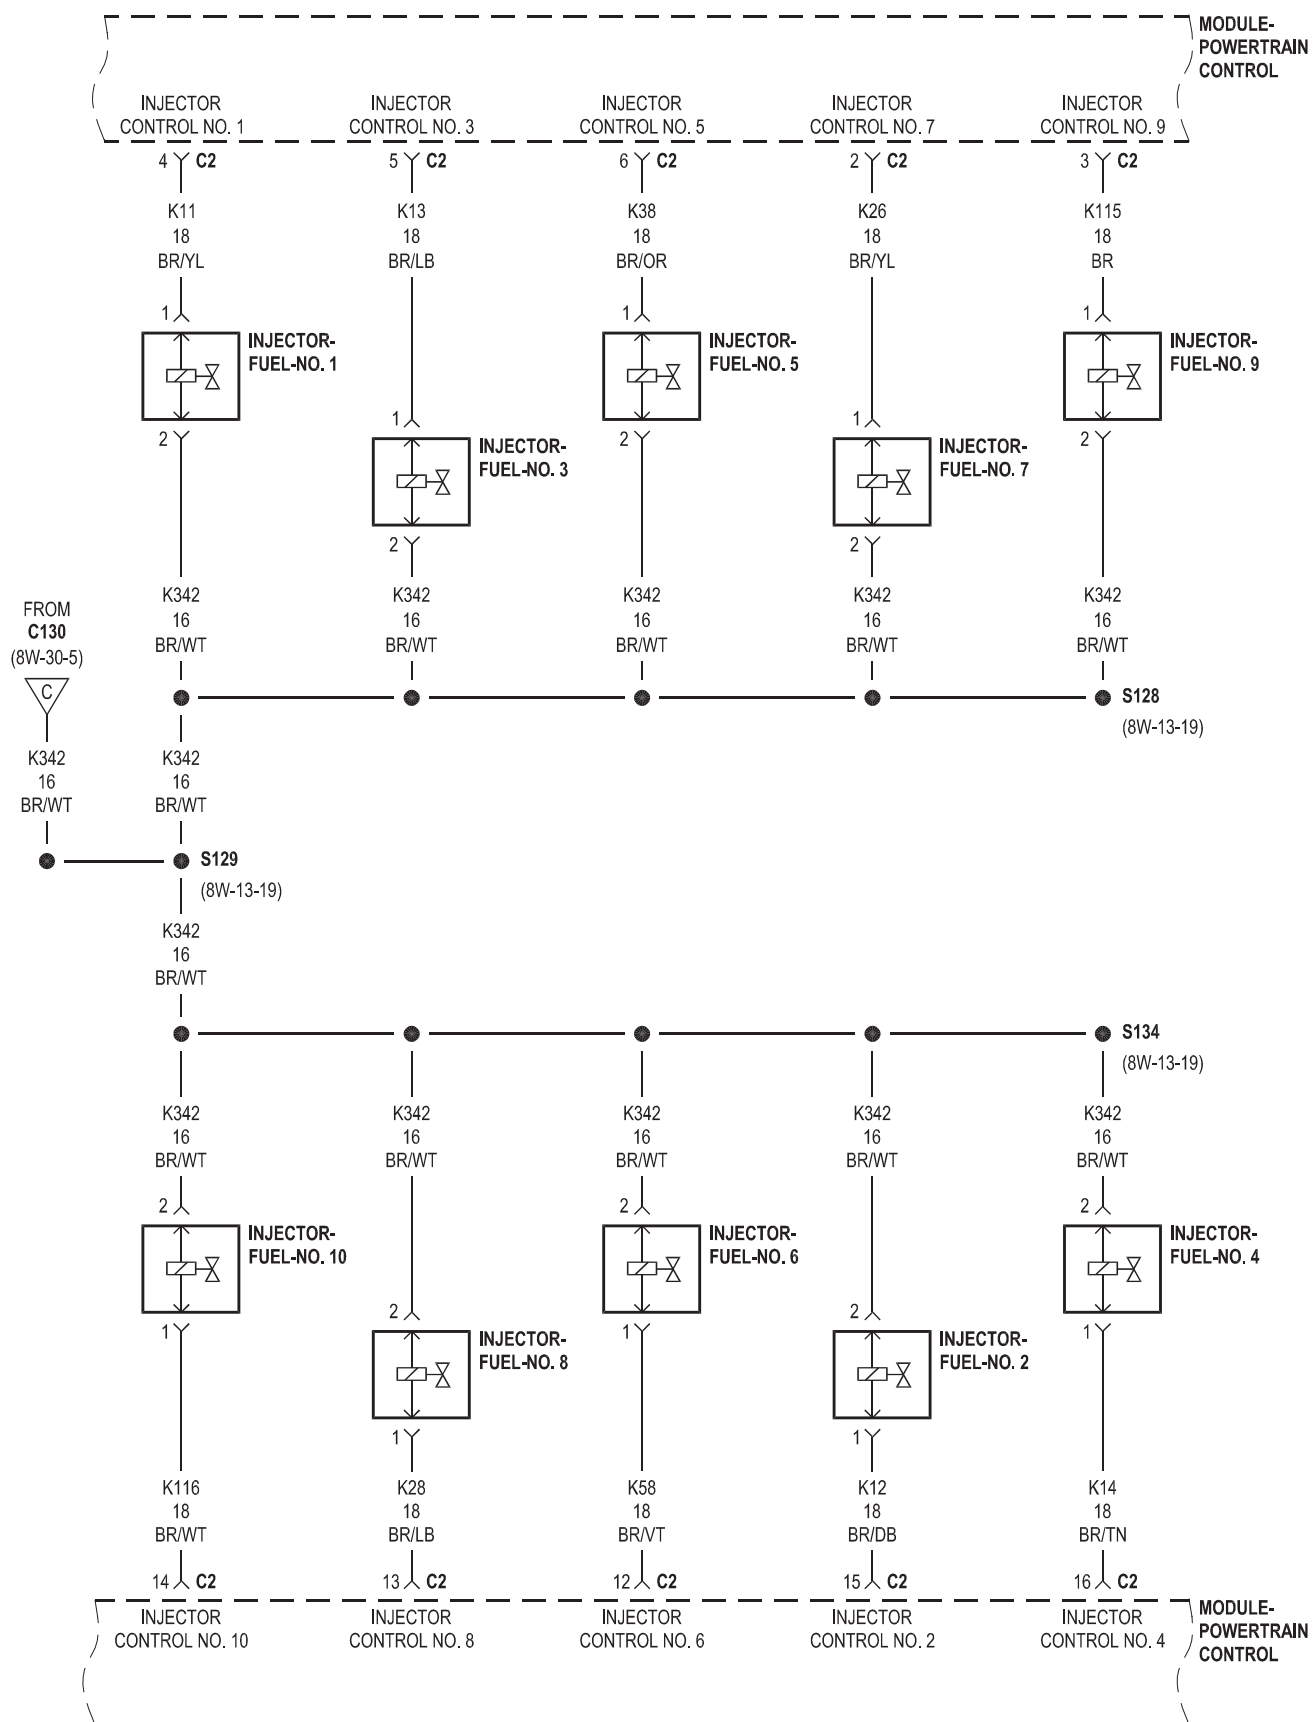 MODULE-
POWERTRAIN
CONTROL
INJECTOR
CONTROL NO. 1
INJECTOR
CONTROL NO. 3
INJECTOR
CONTROL NO. 5
INJECTOR
CONTROL NO. 7
INJECTOR
CONTROL NO. 9
4 C2
5 C2
6 C2
2 C2
3 C2
K11
18
BR/YL
K13
18
BR/LB
K38
18
BR/OR
K26
18
BR/YL
K115
18
BR
1
INJECTOR-
FUEL-NO. 1
2
1
INJECTOR-
FUEL-NO. 3
2
1
INJECTOR-
FUEL-NO. 5
2
1
INJECTOR-
FUEL-NO. 7
2
1
INJECTOR-
FUEL-NO. 9
2
K342
16
BR/WT
K342
16
BR/WT
K342
16
BR/WT
K342
16
BR/WT
K342
16
BR/WT
FROM
C130
(8W-30-5)
C
S128
(8W-13-19)
K342
16
BR/WT
K342
16
BR/WT
S129
(8W-13-19)
K342
16
BR/WT
S134
(8W-13-19)
K342
16
BR/WT
K342
16
BR/WT
K342
16
BR/WT
K342
16
BR/WT
K342
16
BR/WT
2
INJECTOR-
FUEL-NO. 10
1
2
INJECTOR-
FUEL-NO. 8
1
2
INJECTOR-
FUEL-NO. 6
1
2
INJECTOR-
FUEL-NO. 2
1
2
INJECTOR-
FUEL-NO. 4
1
K116
18
BR/WT
K28
18
BR/LB
K58
18
BR/VT
K12
18
BR/DB
K14
18
BR/TN
14 C2
13 C2
12 C2
15 C2
16 C2
INJECTOR
CONTROL NO. 10
INJECTOR
CONTROL NO. 8
INJECTOR
CONTROL NO. 6
INJECTOR
CONTROL NO. 2
INJECTOR
CONTROL NO. 4
MODULE-
POWERTRAIN
CONTROL